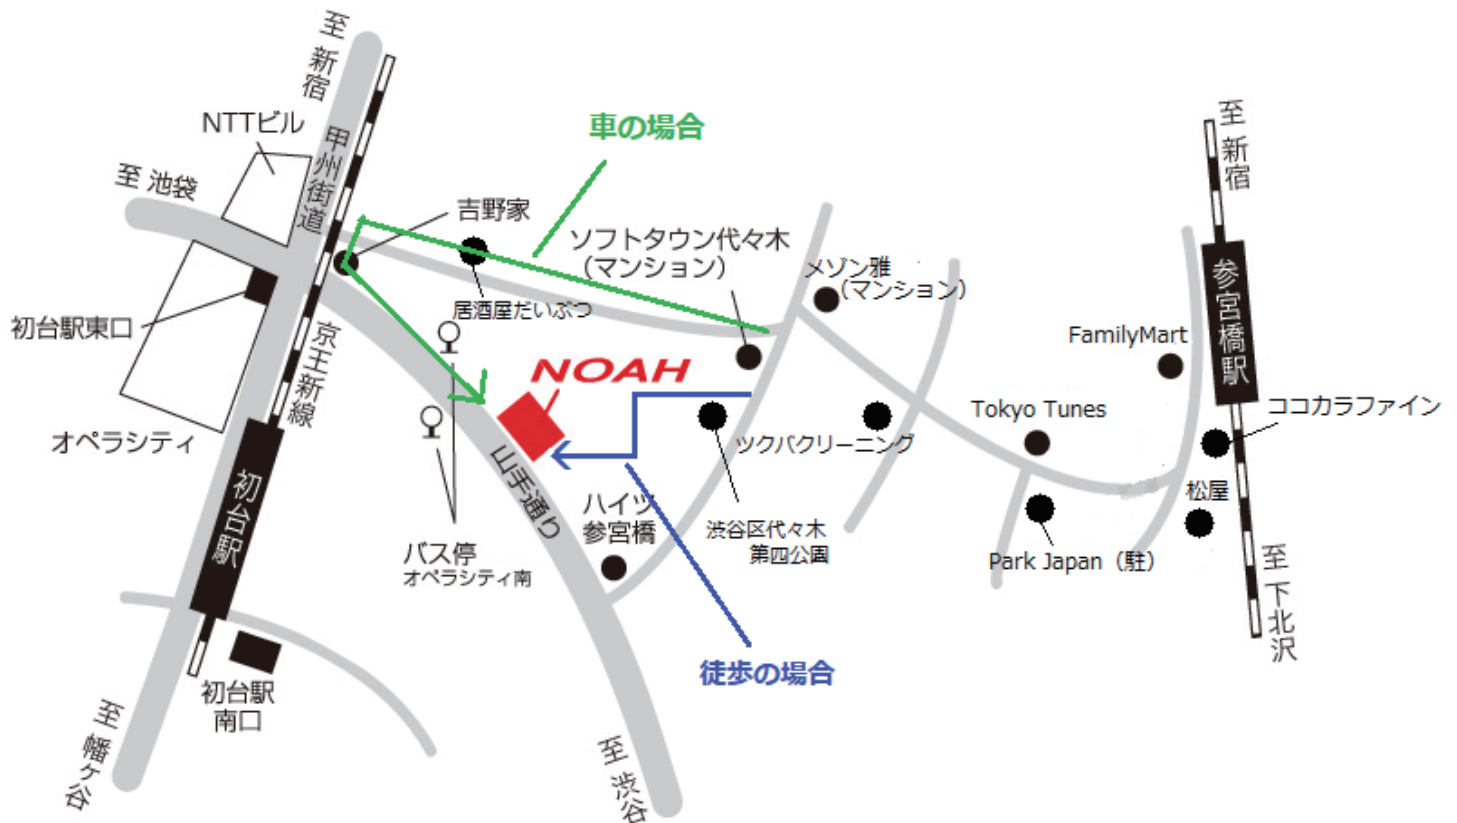 至 新宿
NTTビル
甲州街道
至 池袋
車の場合
吉野家
ソフトタウン代々木
（マンション）
メゾン雅
（マンション）
至 新宿
参宮橋駅
居酒屋だいぶつ
初台駅東口
京王新線
FamilyMart
NOAH
ココカラファイン
Tokyo Tunes
オペラシティ
ツクバクリーニング
山手通り
初台駅
ハイツ
参宮橋
松屋
渋谷区代々木
第四公園
バス停
オペラシティ南
Park Japan（駐）
至 下北沢
徒歩の場合
初台駅
南口
至 幡ヶ谷
至 渋谷